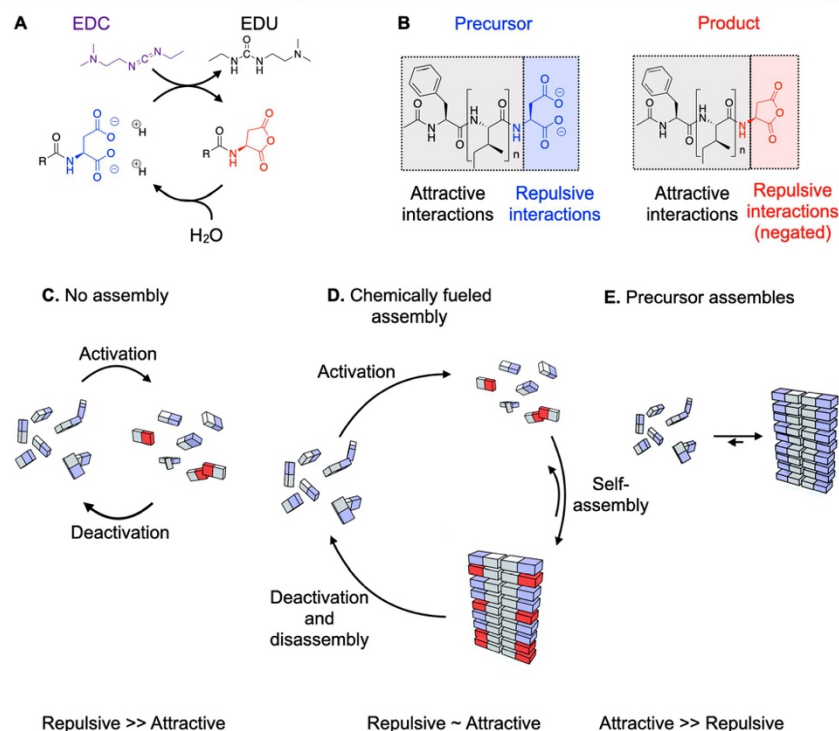 A
EDC
EDU
N
N
C
N
O
N
H
N
H
N
O
R
N
H
O
O
⊖
O
O
⊖
⊕
H
⊕
H
O
R
N
H
O
O
O
H₂O
B
Precursor
Product
O
N
H
O
H
N
O
n
N
H
O
O
⊖
O
O
⊖
O
N
H
O
H
N
O
n
N
H
O
O
O
Attractive
interactions
Repulsive
interactions
Attractive
interactions
Repulsive
interactions
(negated)
C. No assembly
Activation
Deactivation
D. Chemically fueled
assembly
Activation
Self-
assembly
Deactivation
and
disassembly
E. Precursor assembles
Repulsive >> Attractive
Repulsive ~ Attractive
Attractive >> Repulsive